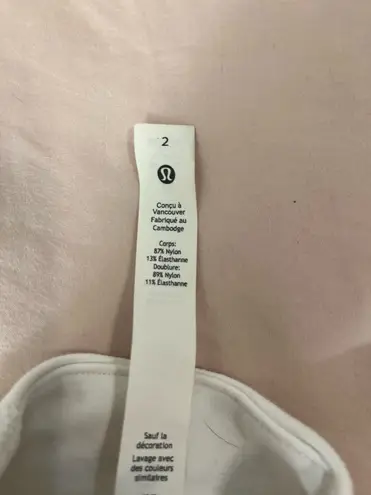 2
Conçu à
Vancouver
Fabriqué au
Cambodge
Corps:
87% Nylon
13% Élasthanne
Doublure:
89% Nylon
11% Élasthanne
Sauf la
décoration
Lavage avec
des couleurs
similaires